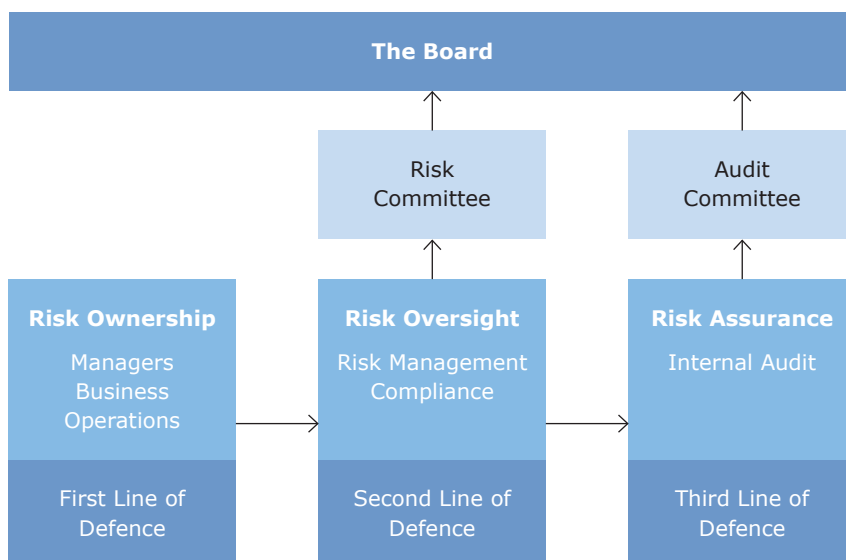 The Board
Risk
Committee
Audit
Committee
Risk Ownership
Managers
Business
Operations
First Line of
Defence
Risk Oversight
Risk Management
Compliance
Second Line of
Defence
Risk Assurance
Internal Audit
Third Line of
Defence